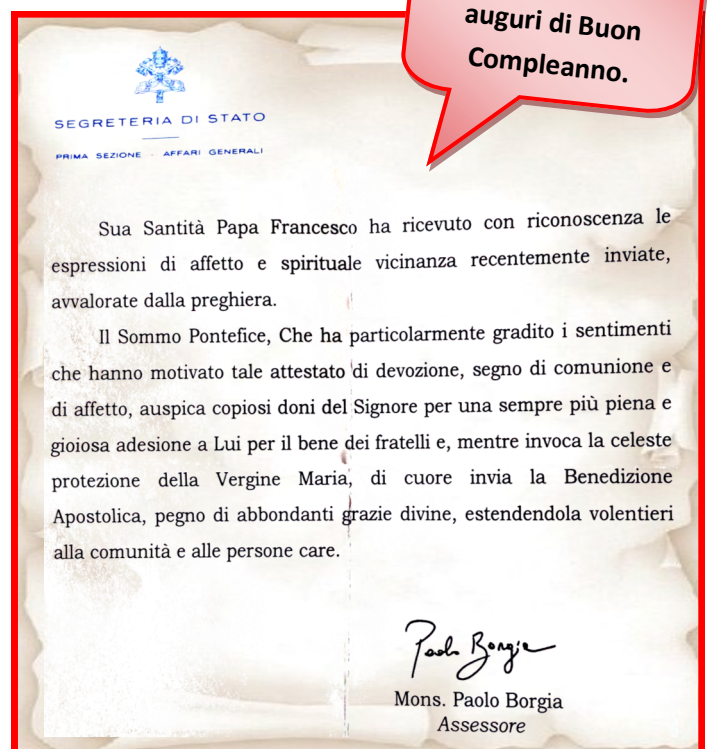 auguri di Buon
Compleanno.
SEGRETERIA DI STATO
PRIMA SEZIONE - AFFARI GENERALI
Sua Santità Papa Francesco ha ricevuto con riconoscenza le
espressioni di affetto e spirituale vicinanza recentemente inviate,
avvalorate dalla preghiera.
Il Sommo Pontefice, Che ha particolarmente gradito i sentimenti
che hanno motivato tale attestato di devozione, segno di comunione e
di affetto, auspica copiosi doni del Signore per una sempre più piena e
gioiosa adesione a Lui per il bene dei fratelli e, mentre invoca la celeste
protezione della Vergine Maria, di cuore invia la Benedizione
Apostolica, pegno di abbondanti grazie divine, estendendola volentieri
alla comunità e alle persone care.
Paolo Borgia
Mons. Paolo Borgia
Assessore